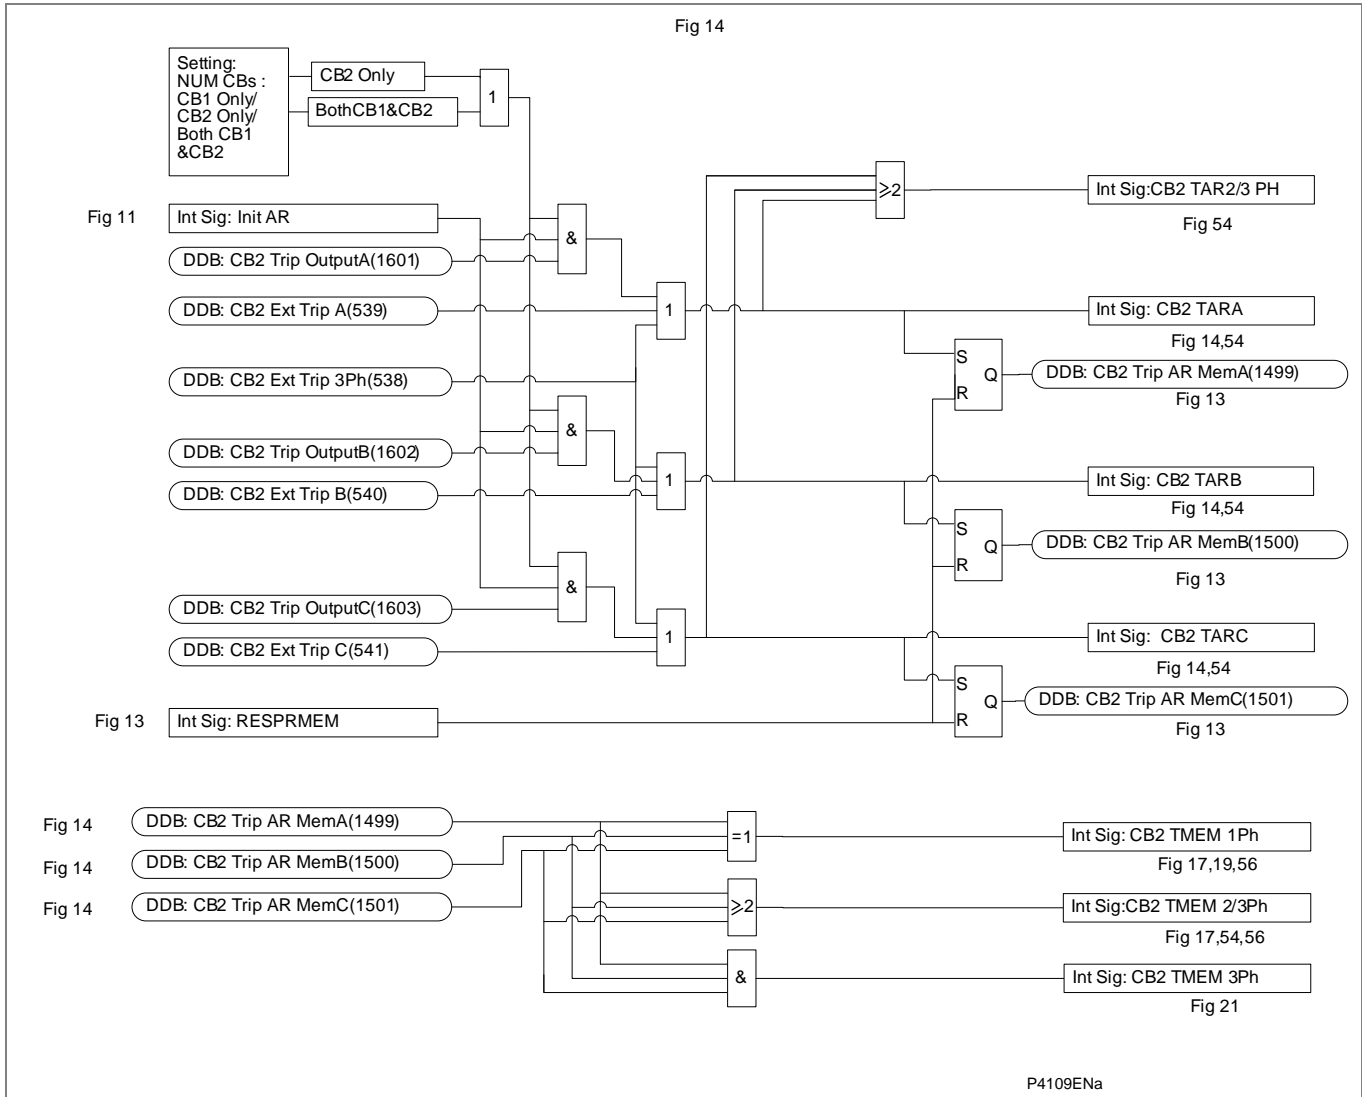 Fig 14
Setting:
NUM CBs :
CB1 Only/
CB2 Only/
Both CB1
&CB2
CB2 Only
BothCB1&CB2
1
≥2
Int Sig:CB2 TAR2/3 PH
Fig 54
Fig 11
Int Sig: Init AR
&
DDB: CB2 Trip OutputA(1601)
DDB: CB2 Ext Trip A(539)
1
Int Sig: CB2 TARA
Fig 14,54
S
R
Q
DDB: CB2 Trip AR MemA(1499)
Fig 13
DDB: CB2 Ext Trip 3Ph(538)
&
DDB: CB2 Trip OutputB(1602)
DDB: CB2 Ext Trip B(540)
1
Int Sig: CB2 TARB
Fig 14,54
S
R
Q
DDB: CB2 Trip AR MemB(1500)
Fig 13
&
DDB: CB2 Trip OutputC(1603)
DDB: CB2 Ext Trip C(541)
1
Int Sig: CB2 TARC
Fig 14,54
S
R
Q
DDB: CB2 Trip AR MemC(1501)
Fig 13
Fig 13
Int Sig: RESPRMEM
Fig 14
DDB: CB2 Trip AR MemA(1499)
=1
Int Sig: CB2 TMEM 1Ph
Fig 17,19,56
Fig 14
DDB: CB2 Trip AR MemB(1500)
Fig 14
DDB: CB2 Trip AR MemC(1501)
≥2
Int Sig:CB2 TMEM 2/3Ph
Fig 17,54,56
&
Int Sig: CB2 TMEM 3Ph
Fig 21
P4109ENa